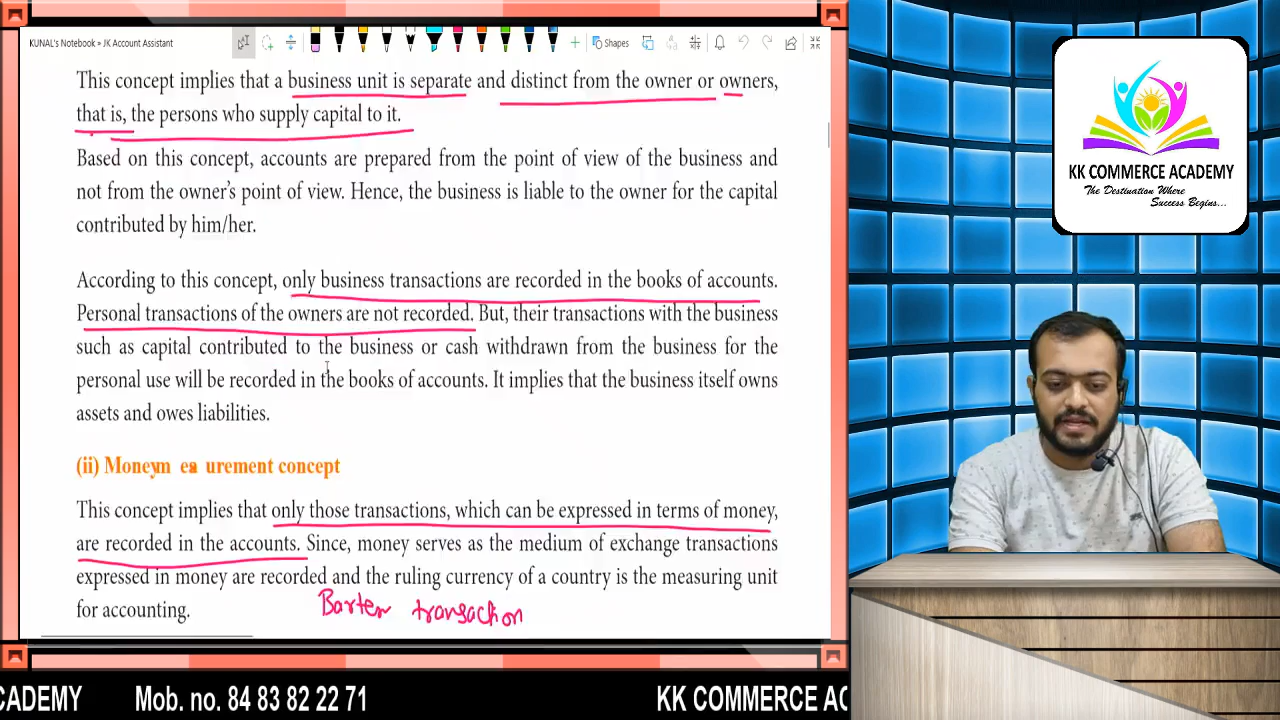 KUNAL's Notebook » JK Account Assistant
Shapes
This concept implies that a business unit is separate and distinct from the owner or owners,
that is, the persons who supply capital to it.
Based on this concept, accounts are prepared from the point of view of the business and
not from the owner's point of view. Hence, the business is liable to the owner for the capital
contributed by him/her.
According to this concept, only business transactions are recorded in the books of accounts.
Personal transactions of the owners are not recorded. But, their transactions with the business
such as capital contributed to the business or cash withdrawn from the business for the
personal use will be recorded in the books of accounts. It implies that the business itself owns
assets and owes liabilities.
(ii) Moneym ea urement concept
This concept implies that only those transactions, which can be expressed in terms of money,
are recorded in the accounts. Since, money serves as the medium of exchange transactions
expressed in money are recorded and the ruling currency of a country is the measuring unit
for accounting.
Barter transaction
KK COMMERCE ACADEMY
The Destination Where
Success Begins...
CADEMY Mob. no. 84 83 82 22 71 KK COMMERCE AC